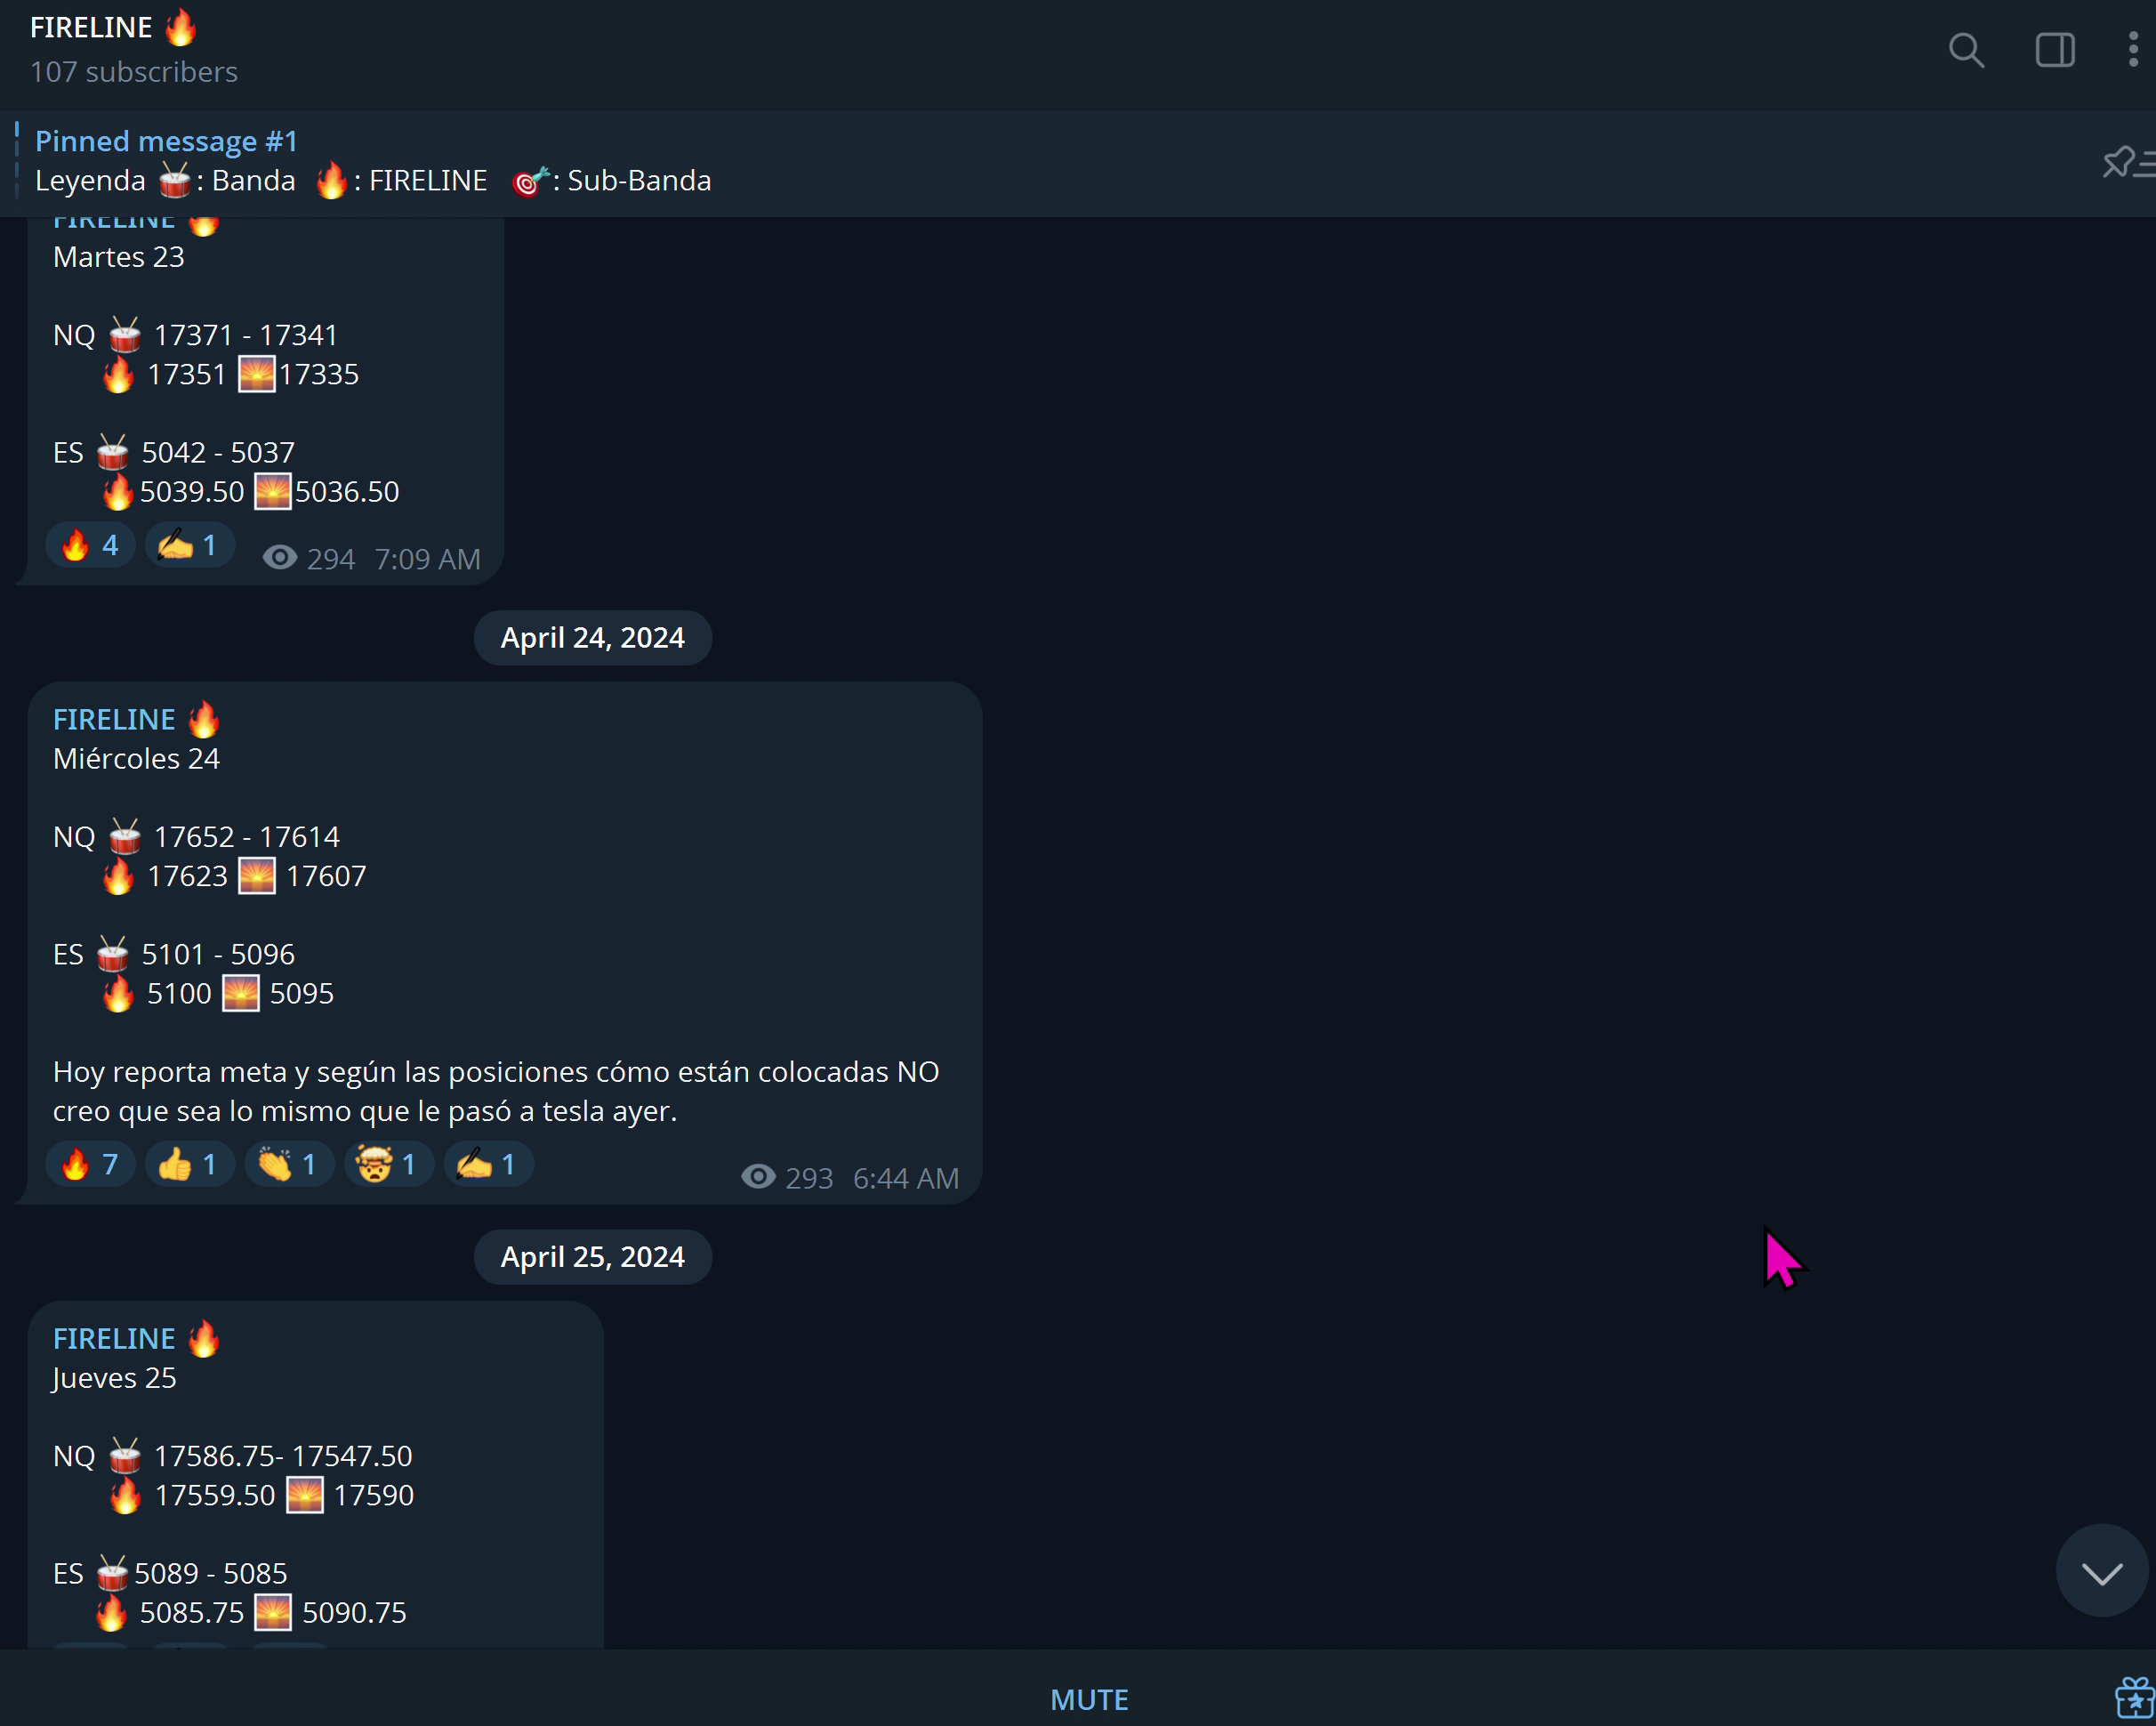 FIRELINE 🔥
107 subscribers
Pinned message #1
Leyenda 🥁: Banda 🔥: FIRELINE 🎯: Sub-Banda
FIRELINE 🔥
Martes 23
NQ 🥁 17371 - 17341
🔥 17351 🌅17335
ES 🥁 5042 - 5037
🔥5039.50 🌅5036.50
🔥 4 ✍️ 1 294 7:09 AM
April 24, 2024
FIRELINE 🔥
Miércoles 24
NQ 🥁 17652 - 17614
🔥 17623 🌅 17607
ES 🥁 5101 - 5096
🔥 5100 🌅 5095
Hoy reporta meta y según las posiciones cómo están colocadas NO
creo que sea lo mismo que le pasó a tesla ayer.
🔥 7 👍 1 👏 1 🤯 1 ✍️ 1 293 6:44 AM
April 25, 2024
FIRELINE 🔥
Jueves 25
NQ 🥁 17586.75- 17547.50
🔥 17559.50 🌅 17590
ES 🥁5089 - 5085
🔥 5085.75 🌅 5090.75
MUTE